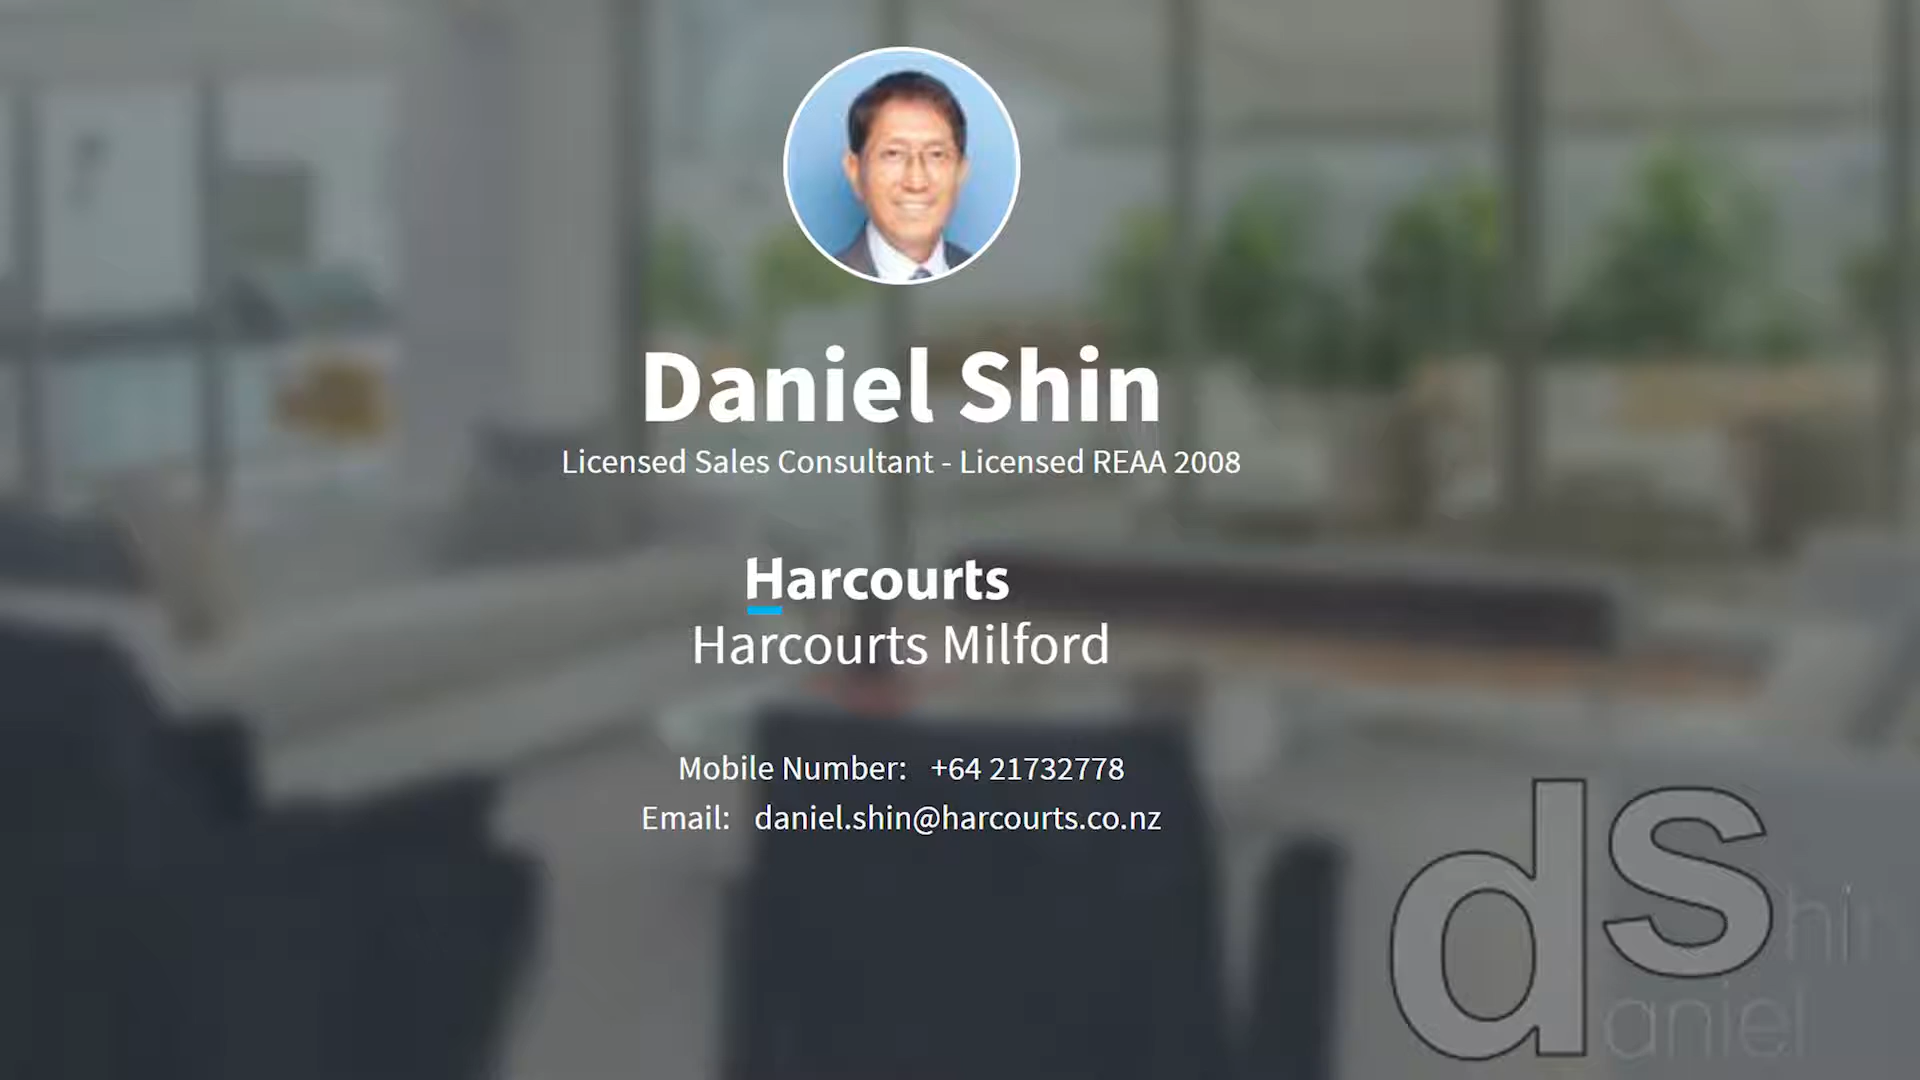 Daniel Shin
Licensed Sales Consultant - Licensed REAA 2008
Harcourts
Harcourts Milford
Mobile Number: +64 21732778
Email: daniel.shin@harcourts.co.nz
ds
hin
aniel